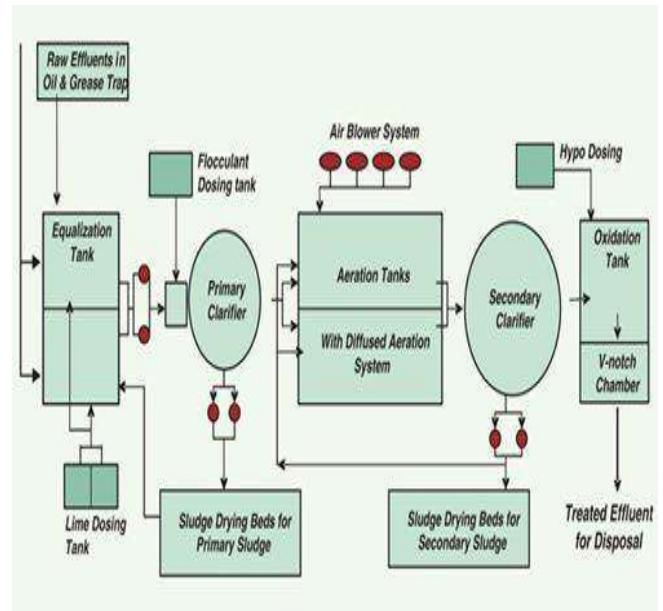 Raw Effluents in
Oil & Grease Trap
Air Blower System
Flocculant
Dosing tank
Hypo Dosing
Equalization
Tank
Primary
Clarifier
Aeration Tanks
With Diffused Aeration
System
Secondary
Clarifier
Oxidation
Tank
V-notch
Chamber
Lime Dosing
Tank
Sludge Drying Beds for
Primary Sludge
Sludge Drying Beds for
Secondary Sludge
Treated Effluent
for Disposal